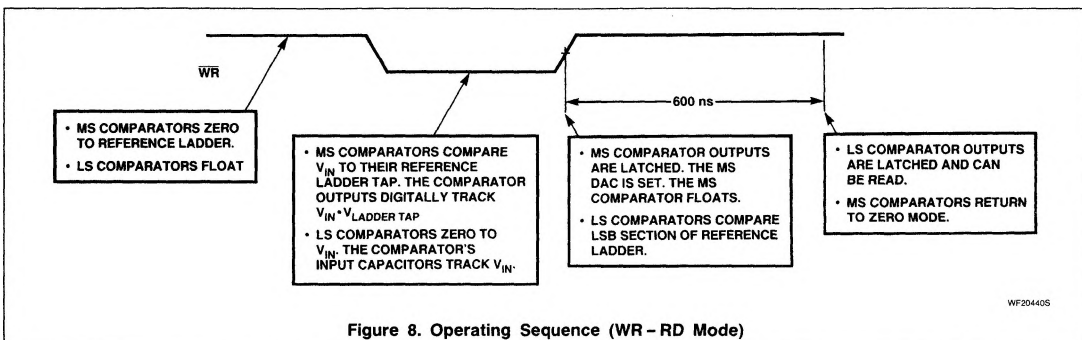 WR
600 ns
• MS COMPARATORS ZERO
TO REFERENCE LADDER.
• LS COMPARATORS FLOAT
• MS COMPARATORS COMPARE
VIN TO THEIR REFERENCE
LADDER TAP. THE COMPARATOR
OUTPUTS DIGITALLY TRACK
VIN•VLADDER TAP
• LS COMPARATORS ZERO TO
VIN. THE COMPARATOR'S
INPUT CAPACITORS TRACK VIN.
• MS COMPARATOR OUTPUTS
ARE LATCHED. THE MS
DAC IS SET. THE MS
COMPARATOR FLOATS.
• LS COMPARATORS COMPARE
LSB SECTION OF REFERENCE
LADDER.
• LS COMPARATOR OUTPUTS
ARE LATCHED AND CAN
BE READ.
• MS COMPARATORS RETURN
TO ZERO MODE.
WF20440S
Figure 8. Operating Sequence (WR – RD Mode)